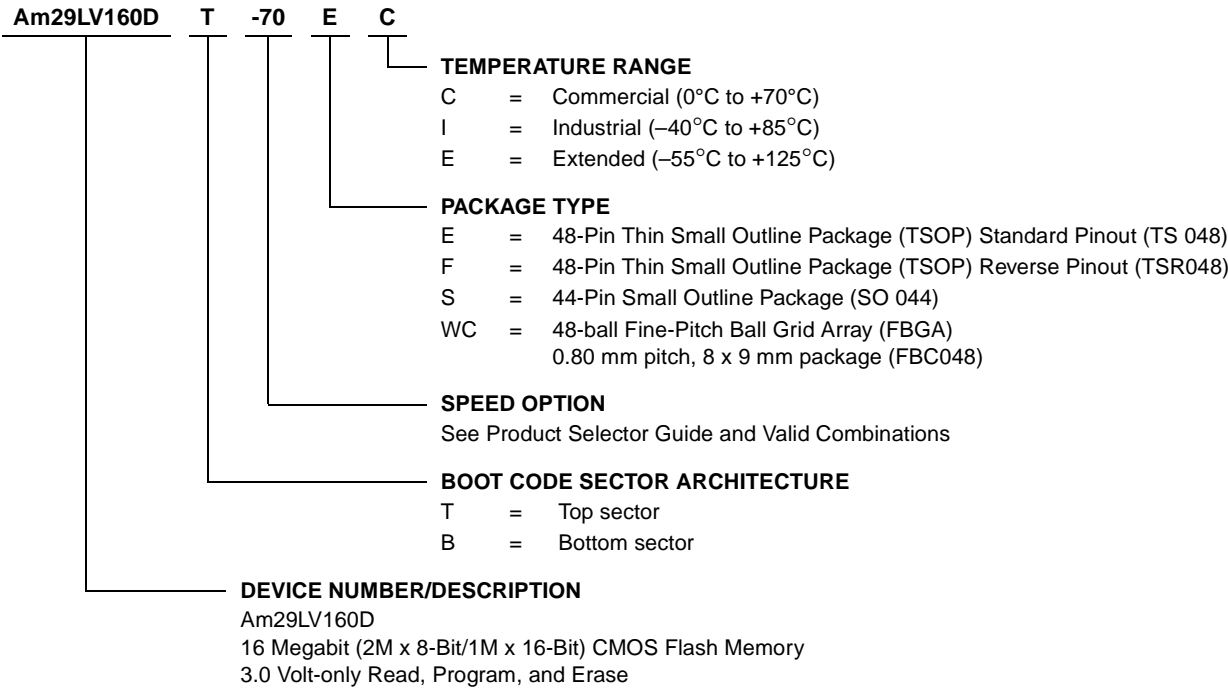 Am29LV160D T -70 E C
TEMPERATURE RANGE
C = Commercial (0°C to +70°C)
I = Industrial (–40°C to +85°C)
E = Extended (–55°C to +125°C)
PACKAGE TYPE
E = 48-Pin Thin Small Outline Package (TSOP) Standard Pinout (TS 048)
F = 48-Pin Thin Small Outline Package (TSOP) Reverse Pinout (TSR048)
S = 44-Pin Small Outline Package (SO 044)
WC = 48-ball Fine-Pitch Ball Grid Array (FBGA)
0.80 mm pitch, 8 x 9 mm package (FBC048)
SPEED OPTION
See Product Selector Guide and Valid Combinations
BOOT CODE SECTOR ARCHITECTURE
T = Top sector
B = Bottom sector
DEVICE NUMBER/DESCRIPTION
Am29LV160D
16 Megabit (2M x 8-Bit/1M x 16-Bit) CMOS Flash Memory
3.0 Volt-only Read, Program, and Erase